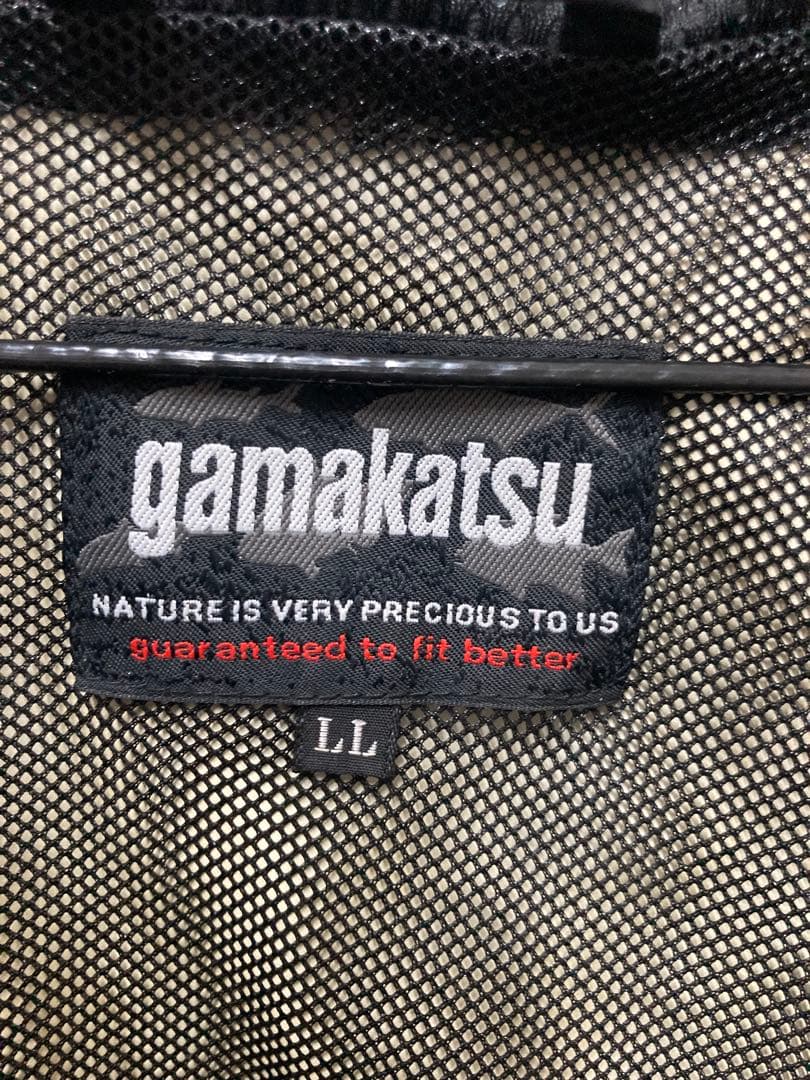 gamakatsu
NATURE IS VERY PRECIOUS TO US
guaranteed to fit better
LL